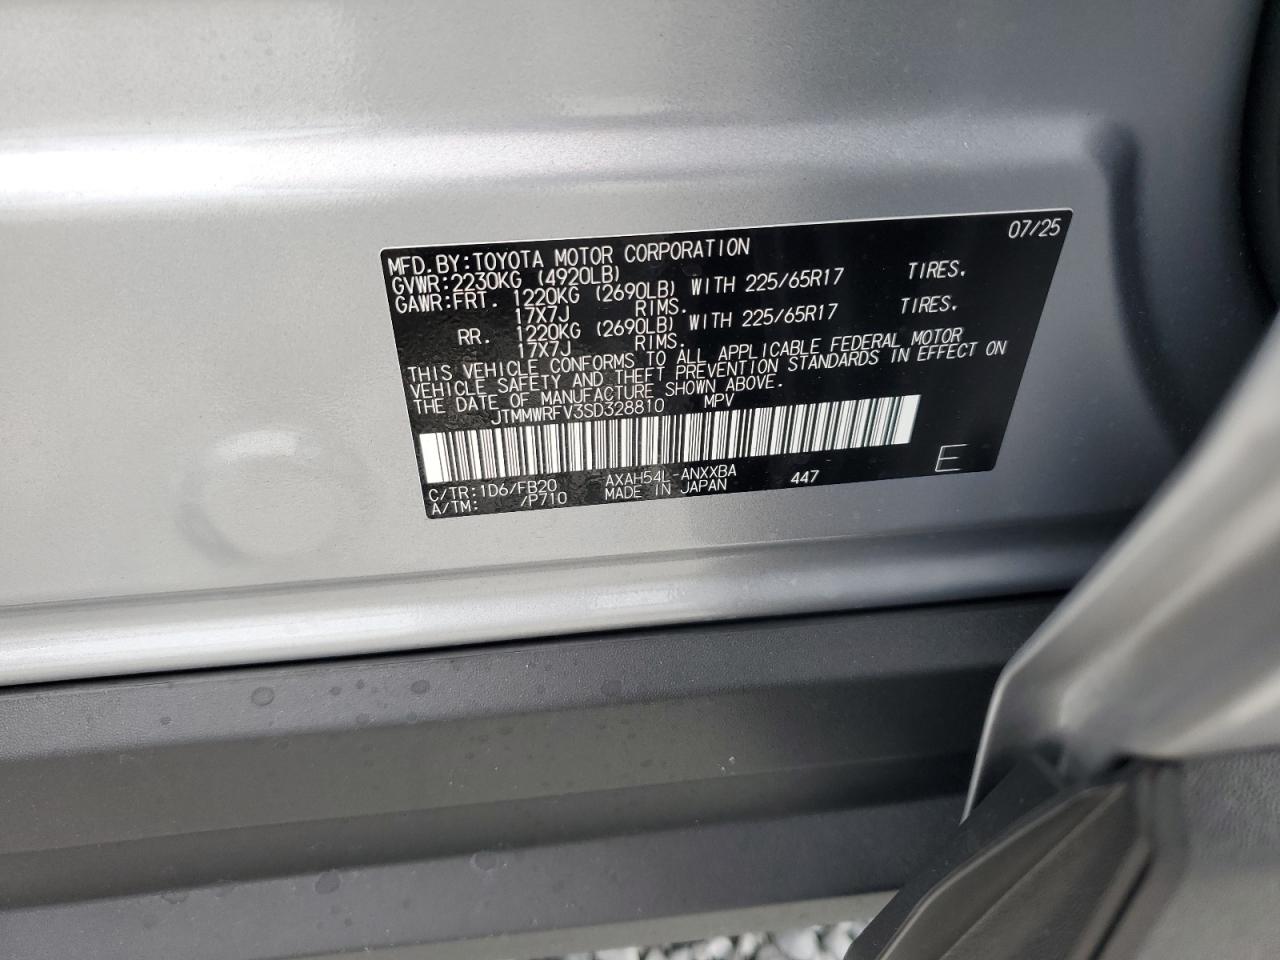 07/25
MFD.BY:TOYOTA MOTOR CORPORATION
GVWR:2230KG (4920LB)
GAWR:FRT. 1220KG (2690LB) WITH 225/65R17 TIRES.
17X7J RIMS.
RR. 1220KG (2690LB) WITH 225/65R17 TIRES.
17X7J RIMS.
THIS VEHICLE CONFORMS TO ALL APPLICABLE FEDERAL MOTOR
VEHICLE SAFETY AND THEFT PREVENTION STANDARDS IN EFFECT ON
THE DATE OF MANUFACTURE SHOWN ABOVE.
JTMMWRFV3SD328810 MPV
C/TR:1D6/FB20 AXAH54L-ANXXBA 447 E
A/TM: /P710 MADE IN JAPAN